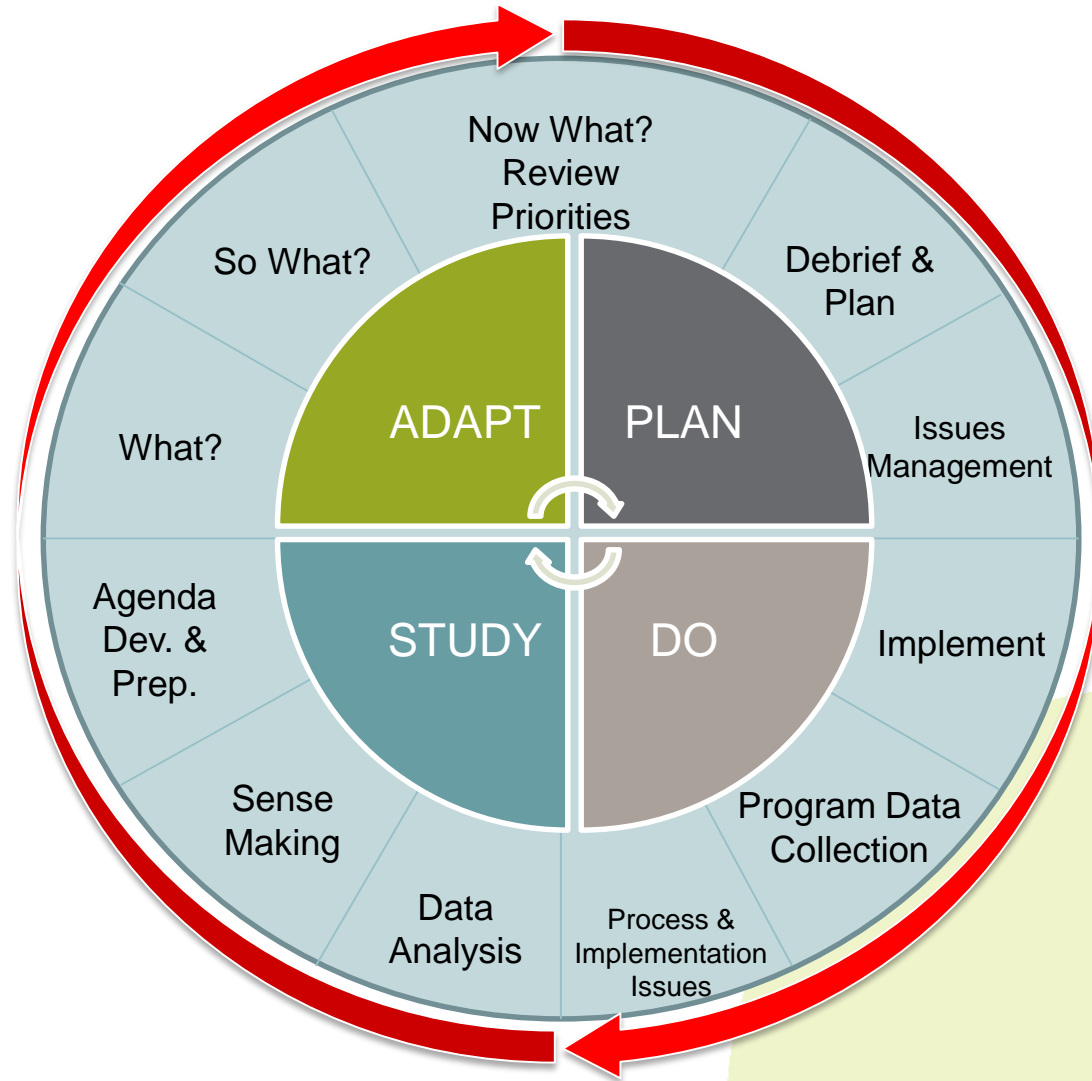 Now What?
Review
Priorities
So What?
Debrief &
Plan
What?
ADAPT
PLAN
Issues
Management
Agenda
Dev. &
Prep.
STUDY
DO
Implement
Sense
Making
Program Data
Collection
Data
Analysis
Process &
Implementation
Issues